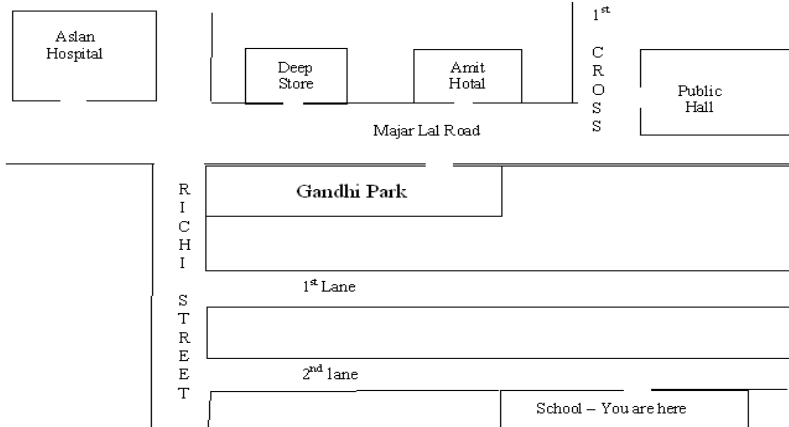 Aslan
Hospital
Deep
Store
Amit
Hotal
1st
CROSS
Public
Hall
Majar Lal Road
Gandhi Park
RICHI STREET
1st Lane
2nd lane
School – You are here